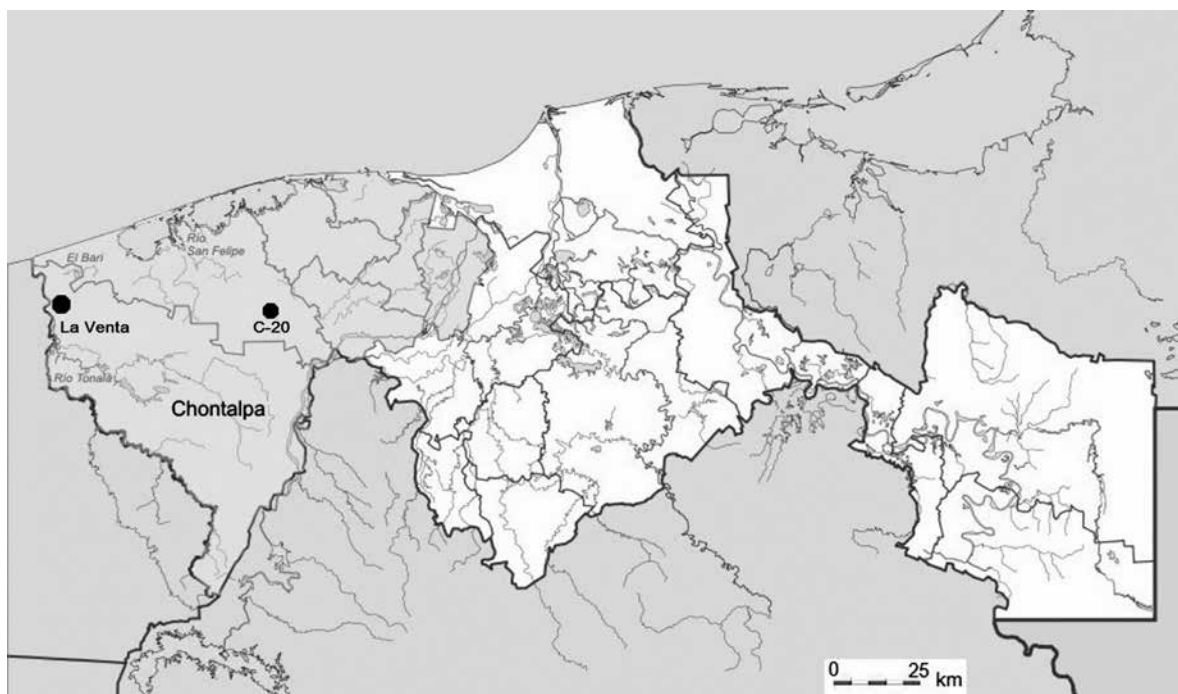 Río
San Felipe
El Bari
La Venta
C-20
Río Tonalá
Chontalpa
0 25
km